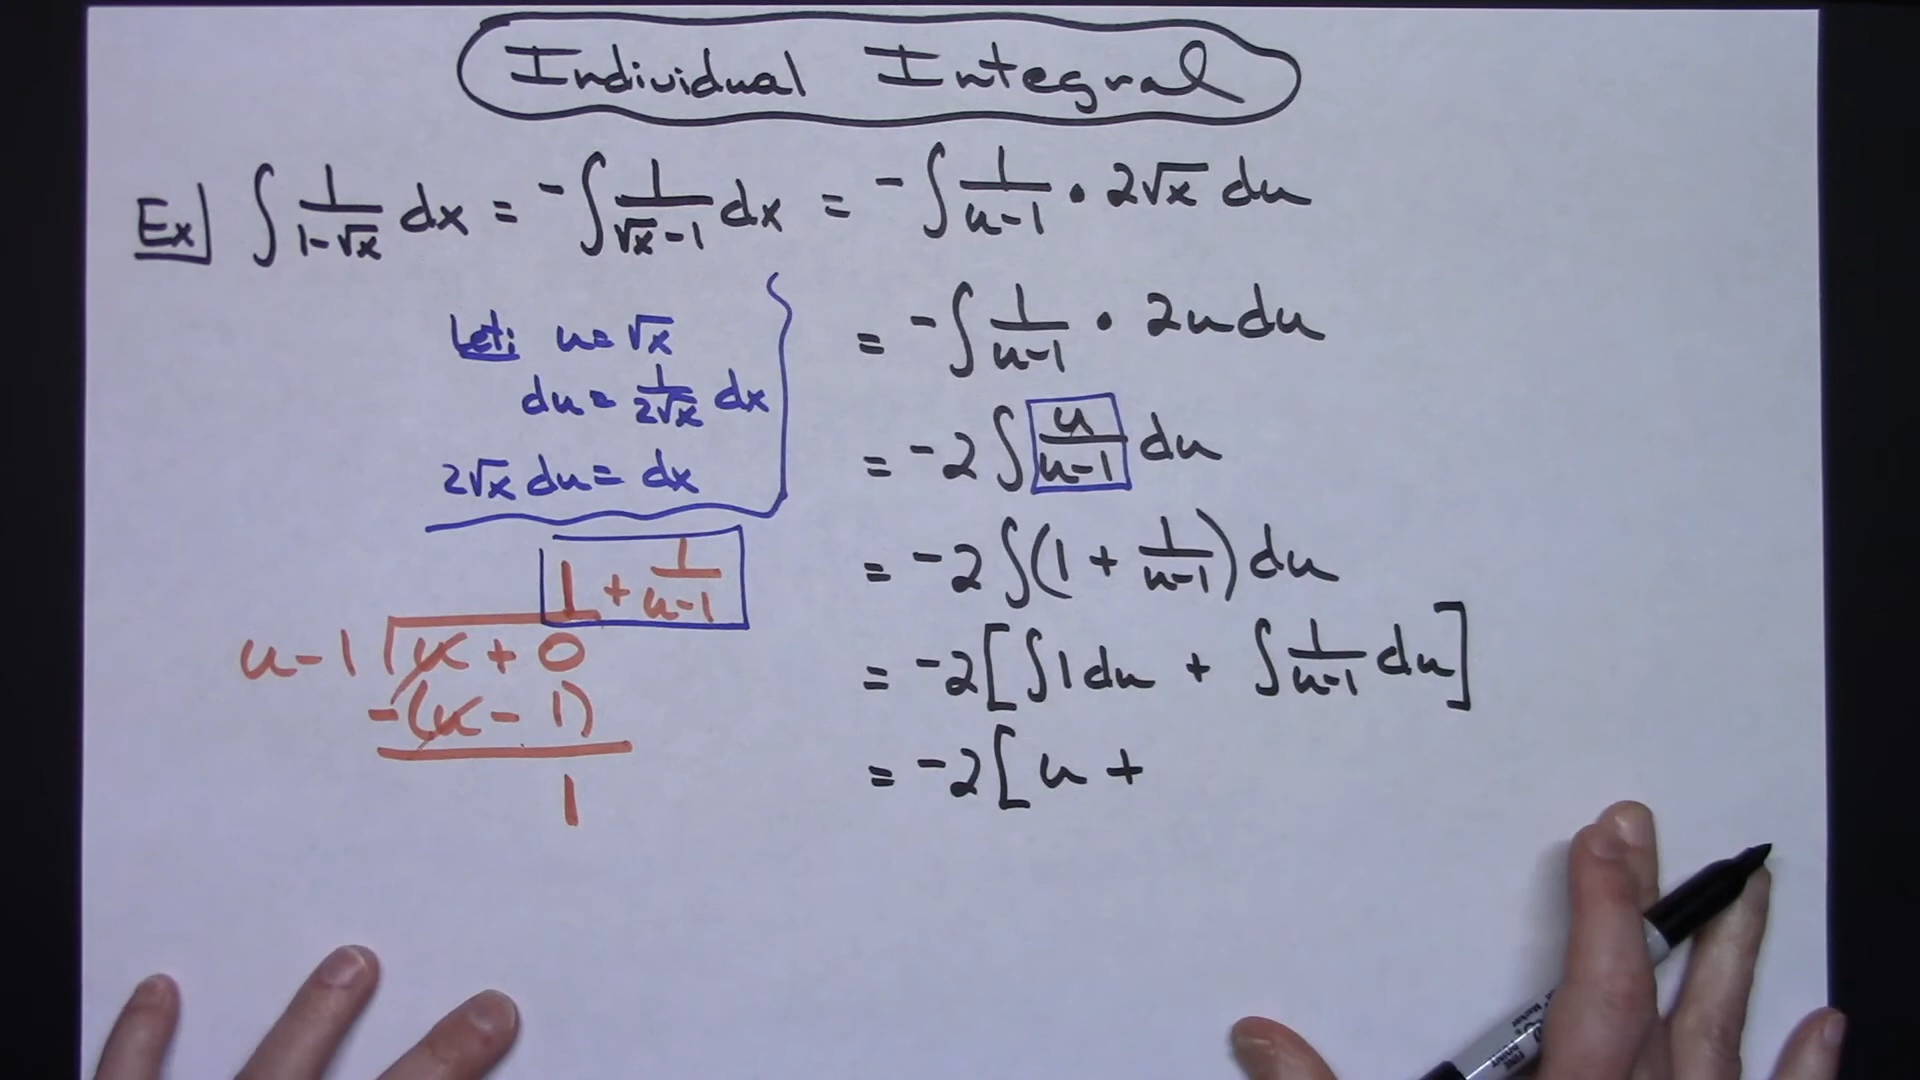 Individual Integral
Ex] ∫ 1/(1-√x) dx = -∫ 1/(√x-1) dx = -∫ 1/(u-1) • 2√x du
Let: u = √x
du = 1/(2√x) dx
2√x du = dx
= -∫ 1/(u-1) • 2u du
= -2 ∫ u/(u-1) du
= -2 ∫(1 + 1/(u-1)) du
= -2[∫1du + ∫ 1/(u-1) du]
= -2[u +
1 + 1/(u-1)
u-1 u + 0
-(u - 1)
1